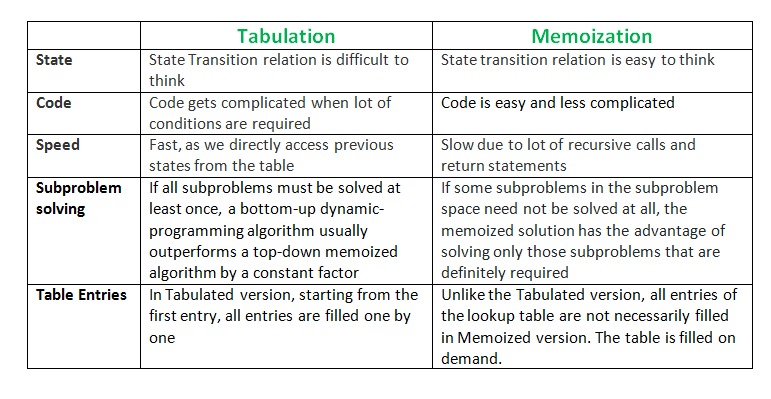 Tabulation Memoization
State State Transition relation is difficult to State transition relation is easy to think
think
Code Code gets complicated when lot of Code is easy and less complicated
conditions are required
Speed Fast, as we directly access previous Slow due to lot of recursive calls and
states from the table return statements
Subproblem If all subproblems must be solved at If some subproblems in the subproblem
solving least once, a bottom-up dynamic- space need not be solved at all, the
programming algorithm usually memoized solution has the advantage of
outperforms a top-down memoized solving only those subproblems that are
algorithm by a constant factor definitely required
Table Entries In Tabulated version, starting from the Unlike the Tabulated version, all entries of
first entry, all entries are filled one by the lookup table are not necessarily filled
one in Memoized version. The table is filled on
demand.